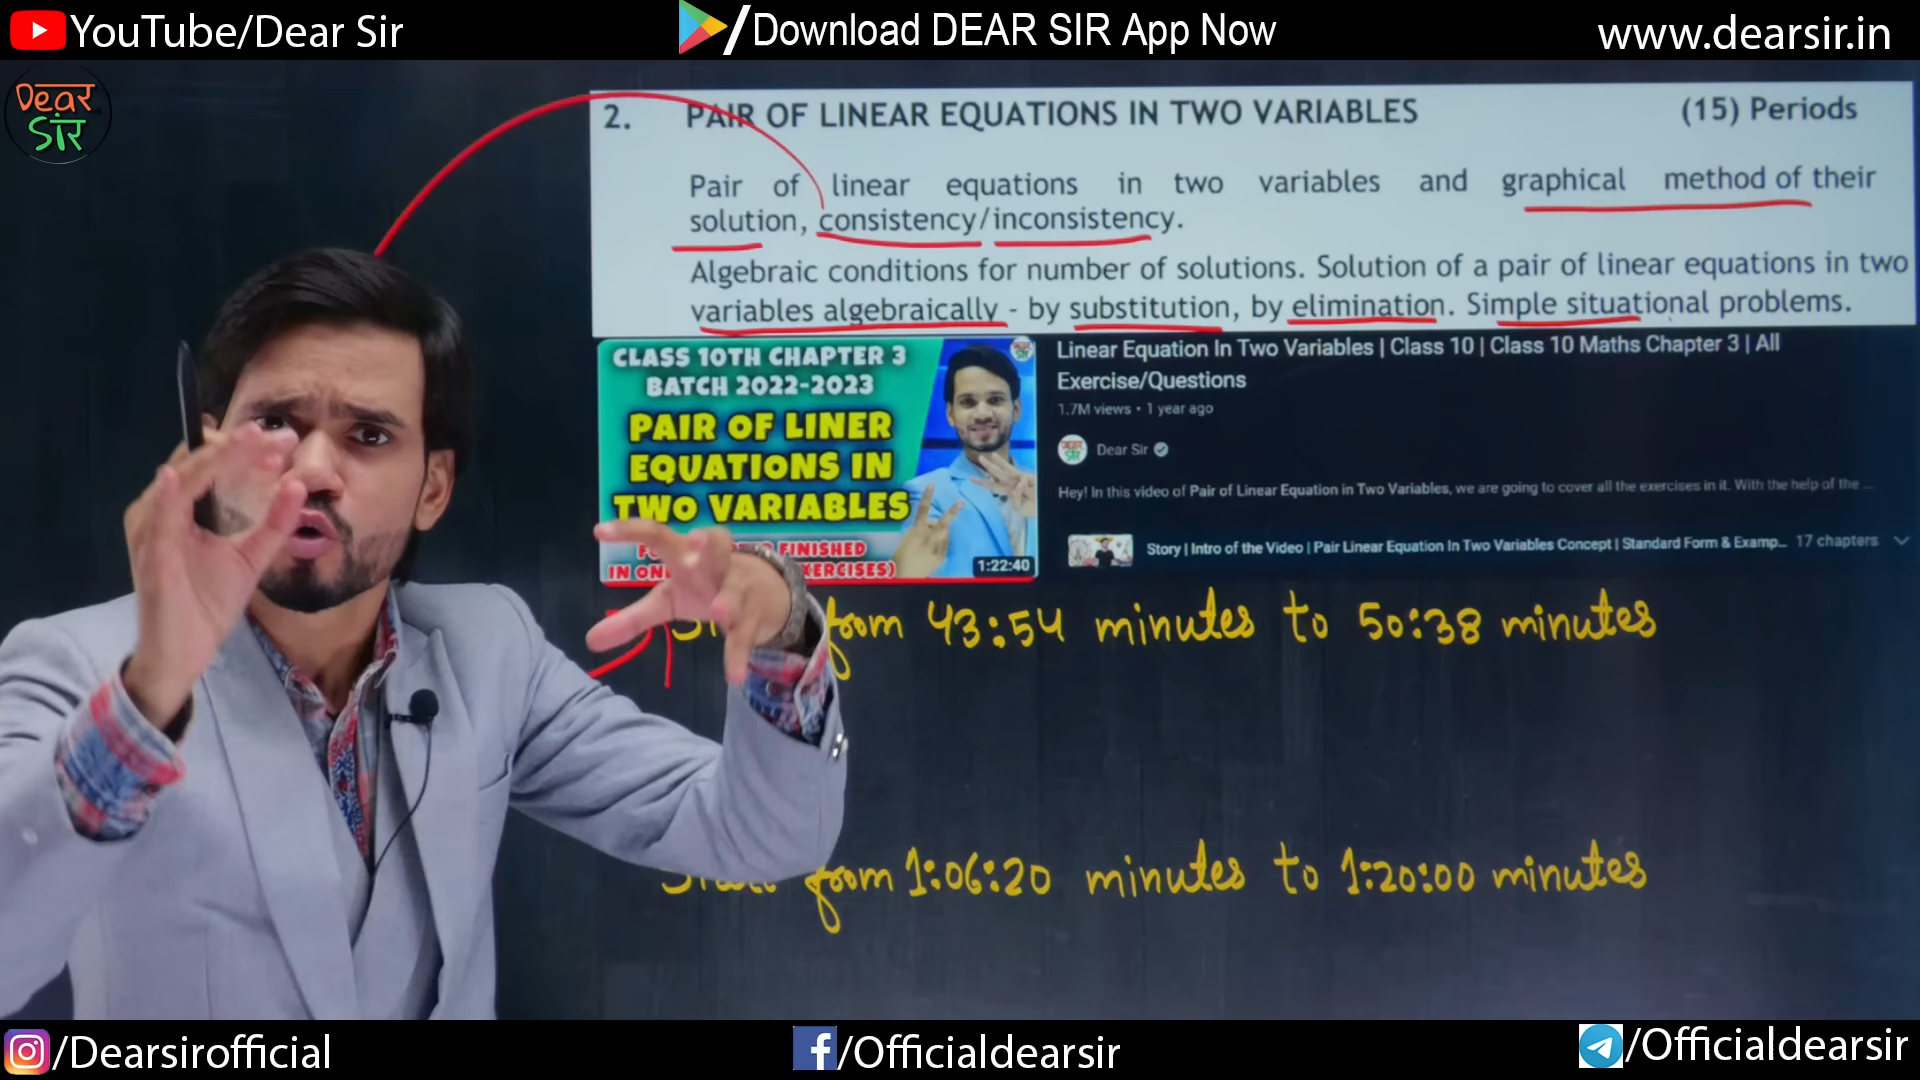 YouTube/Dear Sir
/Download DEAR SIR App Now
www.dearsir.in
Dear
Sir
2. PAIR OF LINEAR EQUATIONS IN TWO VARIABLES (15) Periods
Pair of linear equations in two variables and graphical method of their
solution, consistency/inconsistency.
Algebraic conditions for number of solutions. Solution of a pair of linear equations in two
variables algebraically - by substitution, by elimination. Simple situational problems.
CLASS 10TH CHAPTER 3
BATCH 2022-2023
PAIR OF LINER
EQUATIONS IN
TWO VARIABLES
FINISHED
IN
1:22:40
Linear Equation In Two Variables | Class 10 | Class 10 Maths Chapter 3 | All
Exercise/Questions
1.7M views • 1 year ago
Dear Sir
Hey! In this video of Pair of Linear Equation in Two Variables, we are going to cover all the exercises in it. With the help of the ...
Story | Intro of the Video | Pair Linear Equation In Two Variables Concept | Standard Form & Examp... 17 chapters
from 43:54 minutes to 50:38 minutes
from 1:06:20 minutes to 1:20:00 minutes
/Dearsirofficial
/Officialdearsir
/Officialdearsir